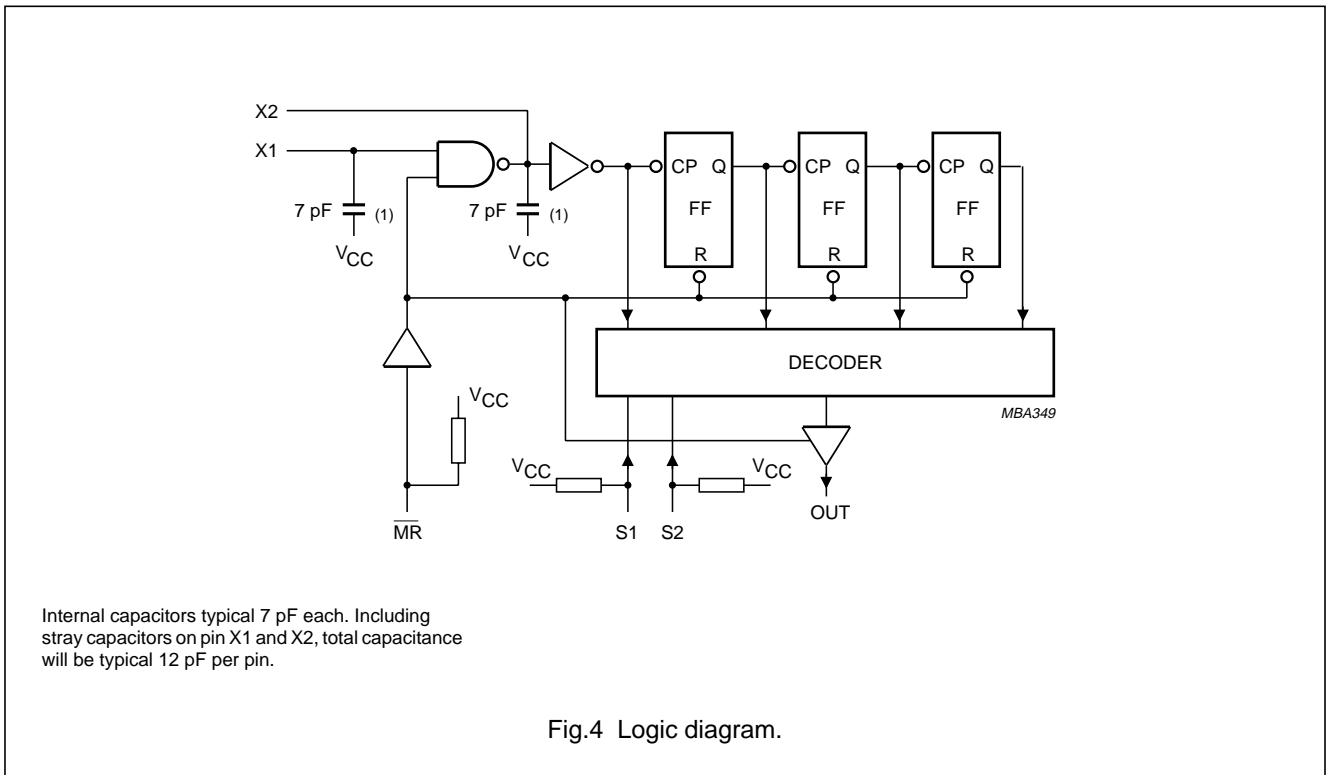 X2
X1
CP Q CP Q CP Q
7 pF (1) 7 pF (1) FF FF FF
VCC VCC R R R
DECODER
VCC MBA349
VCC VCC
OUT
MR S1 S2
Internal capacitors typical 7 pF each. Including
stray capacitors on pin X1 and X2, total capacitance
will be typical 12 pF per pin.
Fig.4 Logic diagram.